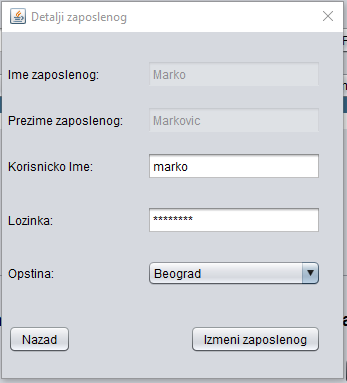 Detalji zaposlenog
Ime zaposlenog: Marko
Prezime zaposlenog: Markovic
Korisnicko Ime: marko
Lozinka: ********
Opstina: Beograd
Nazad Izmeni zaposlenog